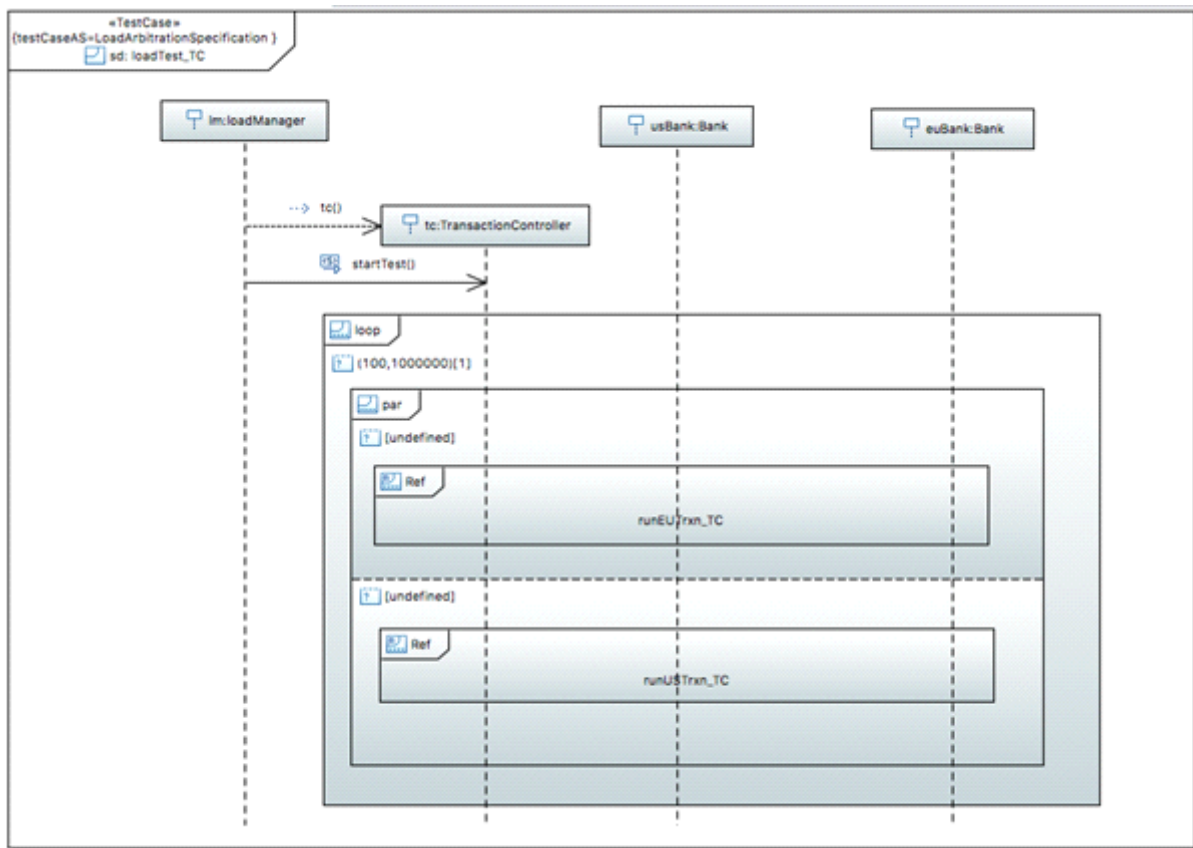 «TestCase»
{testCaseAS=LoadArbitrationSpecification }
sd: loadTest_TC
lm:loadManager
usBank:Bank
euBank:Bank
tc()
tc:TransactionController
startTest()
loop
(100,1000000)[1]
par
[undefined]
Ref
runEUTrxn_TC
[undefined]
Ref
runUSTrxn_TC